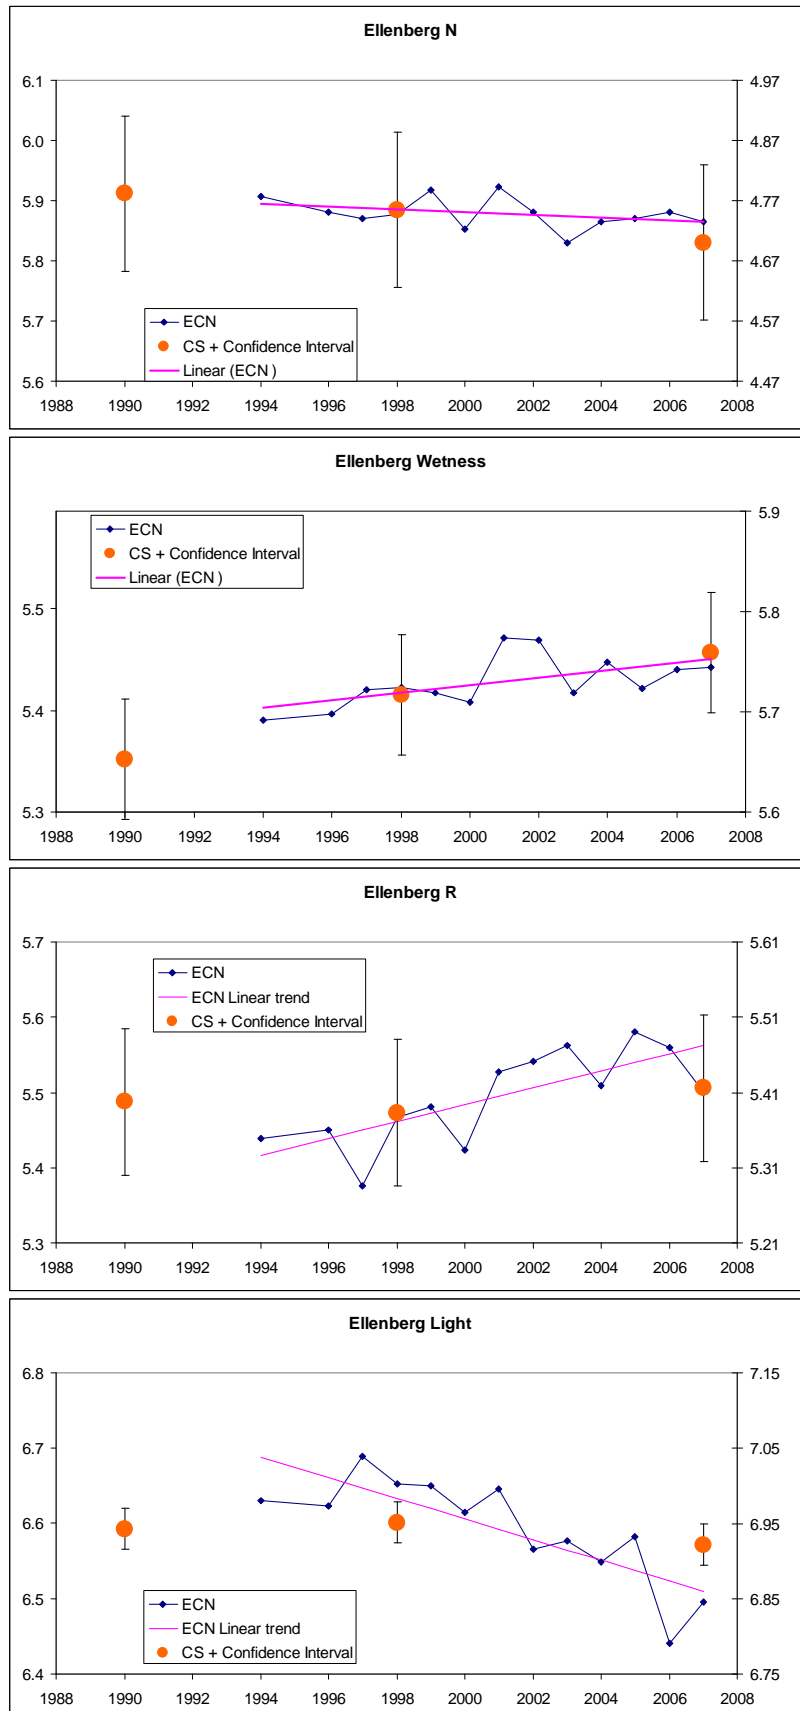 Ellenberg N
6.1 4.97
6.0 4.87
5.9 4.77
5.8 4.67
5.7 4.57
5.6 4.47
ECN
CS + Confidence Interval
Linear (ECN )
1988 1990 1992 1994 1996 1998 2000 2002 2004 2006 2008
Ellenberg Wetness
5.9
5.5 5.8
5.4 5.7
5.3 5.6
ECN
CS + Confidence Interval
Linear (ECN )
1988 1990 1992 1994 1996 1998 2000 2002 2004 2006 2008
Ellenberg R
5.7 5.61
5.6 5.51
5.5 5.41
5.4 5.31
5.3 5.21
ECN
ECN Linear trend
CS + Confidence Interval
1988 1990 1992 1994 1996 1998 2000 2002 2004 2006 2008
Ellenberg Light
6.8 7.15
6.7 7.05
6.6 6.95
6.5 6.85
6.4 6.75
ECN
ECN Linear trend
CS + Confidence Interval
1988 1990 1992 1994 1996 1998 2000 2002 2004 2006 2008